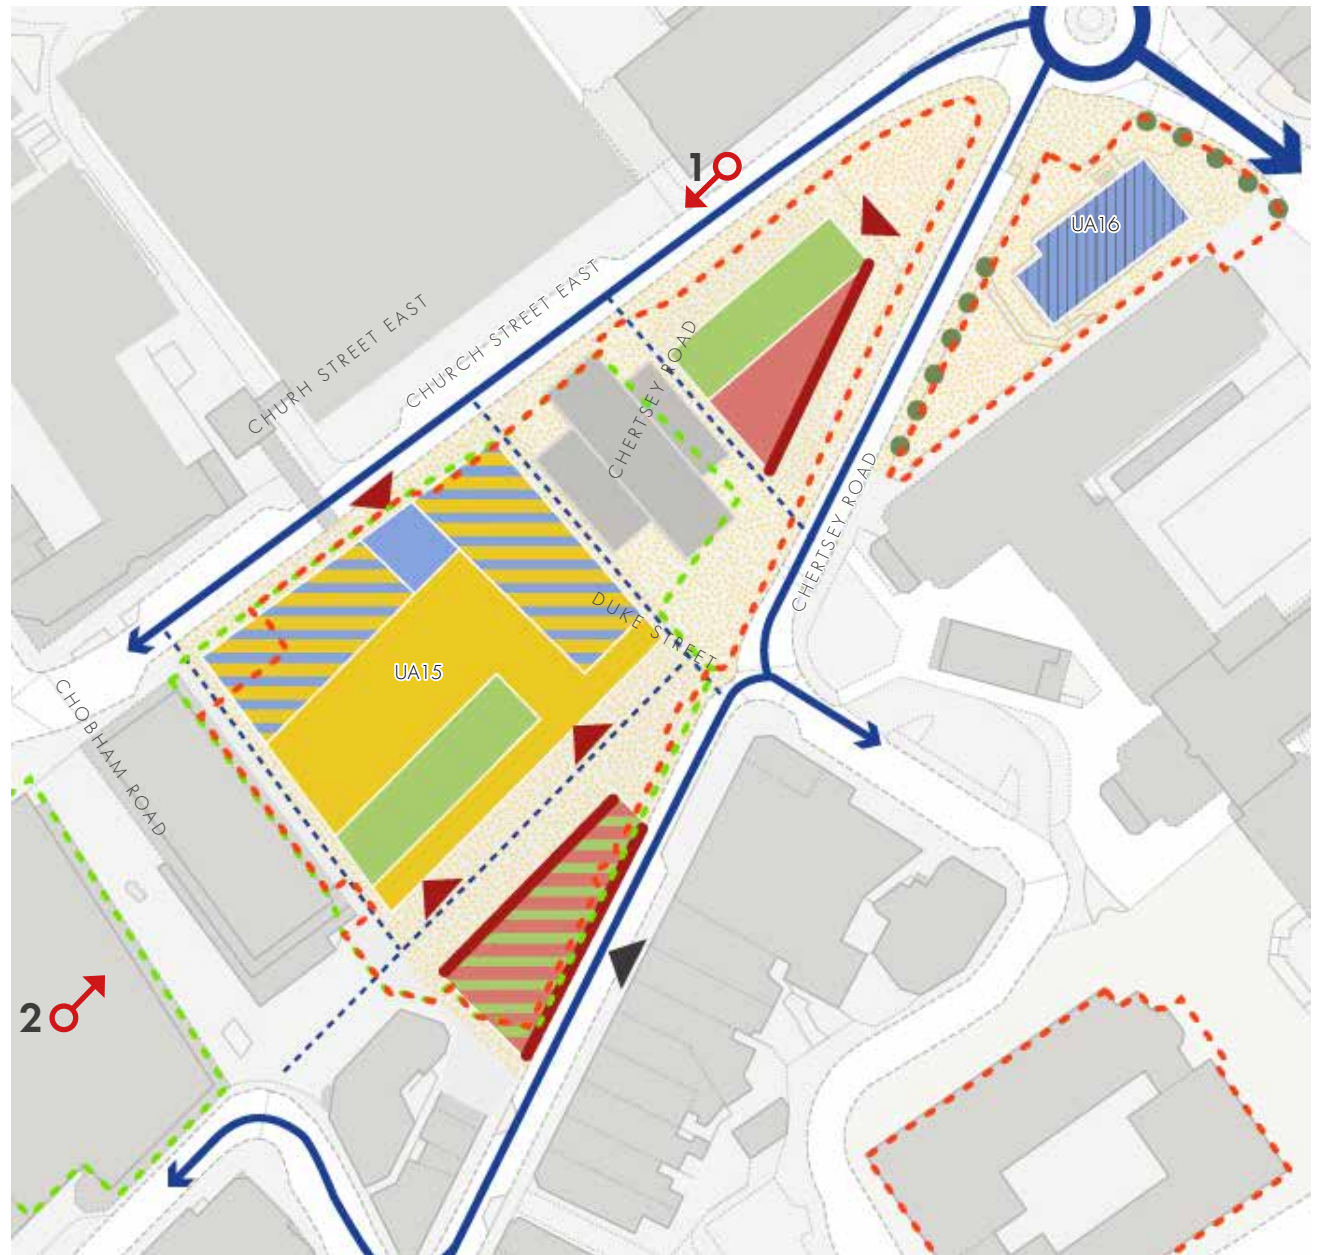 1
UA16
CHURH STREET EAST
CHURCH STREET EAST
CHERTSEY ROAD
CHERTSEY ROAD
DUKE STREET
UA15
CHOBHAM ROAD
2